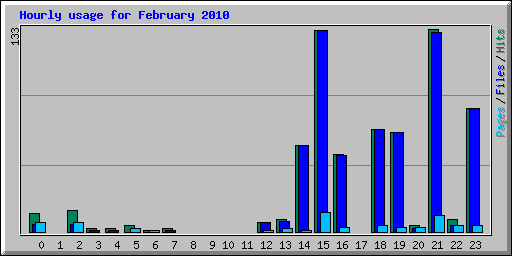 Hourly usage for February 2010
133
Pages / Files / Hits
0 1 2 3 4 5 6 7 8 9 10 11 12 13 14 15 16 17 18 19 20 21 22 23